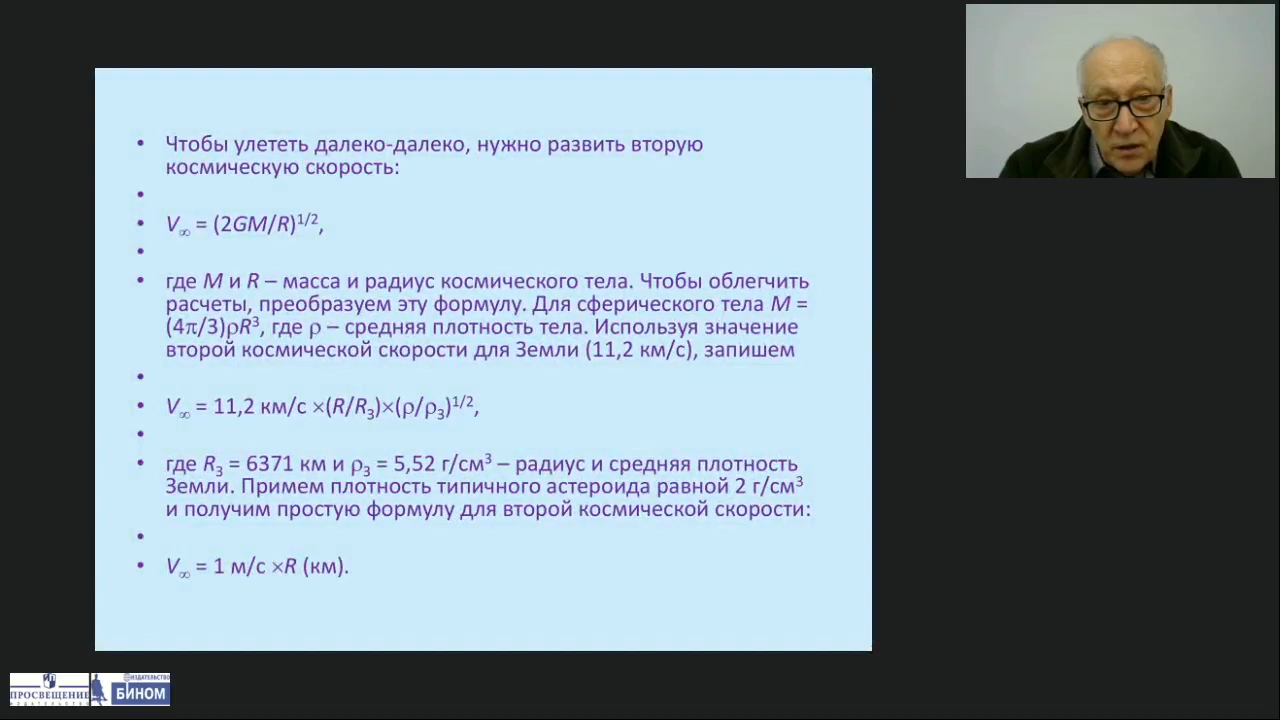 • Чтобы улететь далеко-далеко, нужно развить вторую
космическую скорость:
•
• V∞ = (2GM/R)¹/²,
•
• где M и R – масса и радиус космического тела. Чтобы облегчить
расчеты, преобразуем эту формулу. Для сферического тела M =
(4π/3)ρR³, где ρ – средняя плотность тела. Используя значение
второй космической скорости для Земли (11,2 км/с), запишем
•
• V∞ = 11,2 км/с ×(R/R₃)×(ρ/ρ₃)¹/²,
•
• где R₃ = 6371 км и ρ₃ = 5,52 г/см³ – радиус и средняя плотность
Земли. Примем плотность типичного астероида равной 2 г/см³
и получим простую формулу для второй космической скорости:
•
• V∞ = 1 м/с ×R (км).
ПРОСВЕЩЕНИЕ
ИЗДАТЕЛЬСТВО
ИЗДАТЕЛЬСТВО
БИНОМ